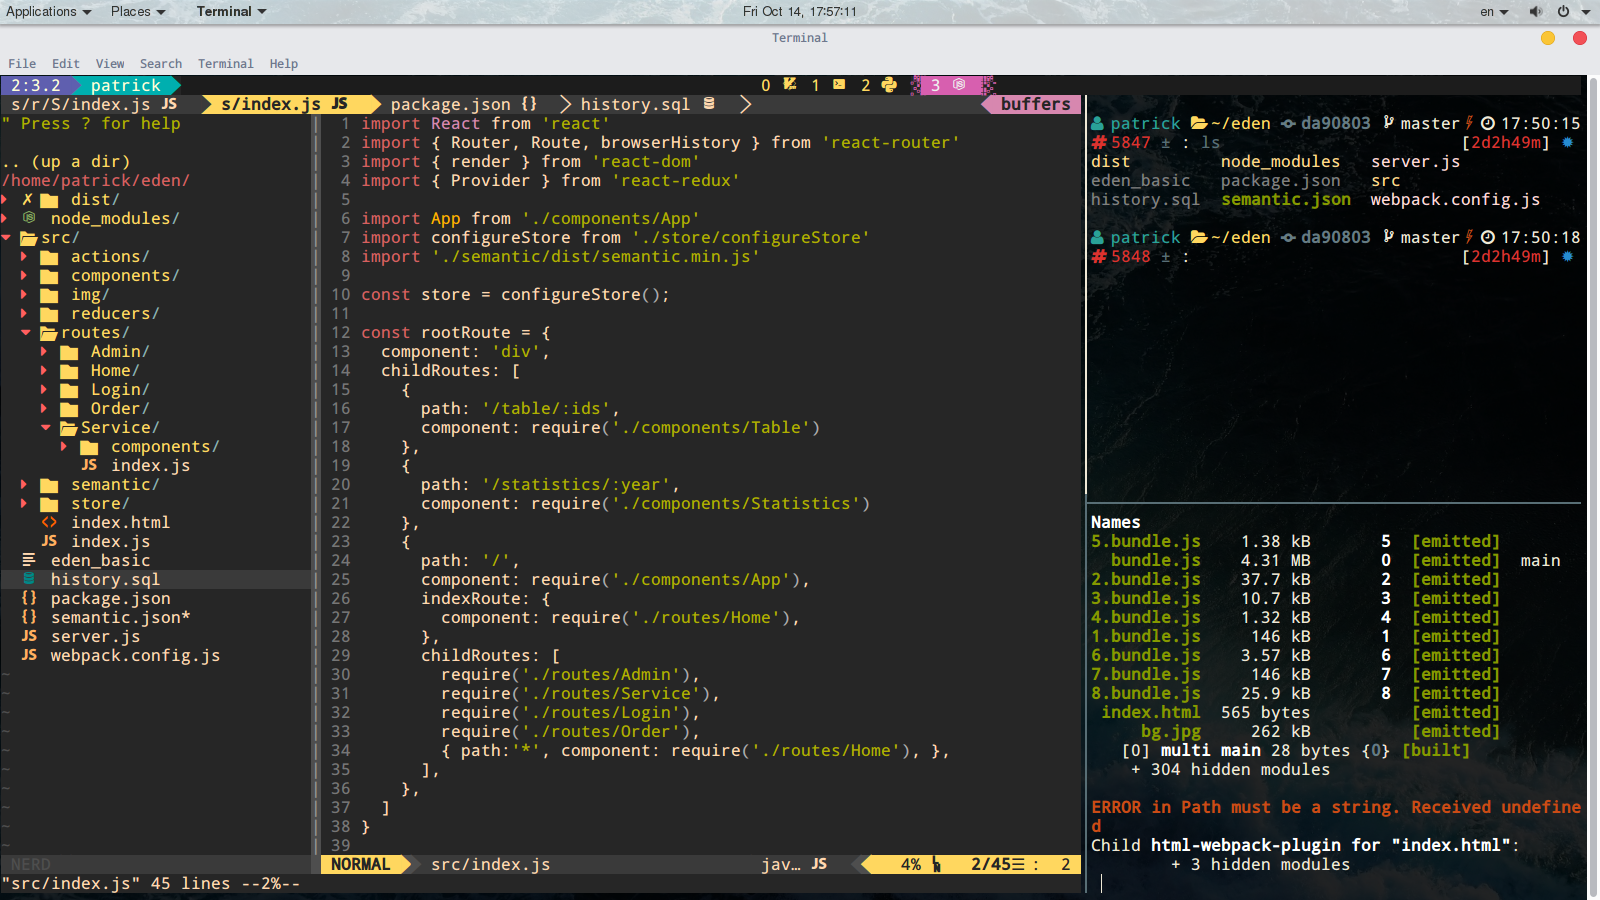 Applications Places Terminal Fri Oct 14, 17:57:11 en
Terminal
File Edit View Search Terminal Help
2:3.2 patrick 0 1 2 3
s/r/S/index.js JS s/index.js JS package.json {} history.sql buffers
" Press ? for help
.. (up a dir)
/home/patrick/eden/
✗ dist/
node_modules/
src/
actions/
components/
img/
reducers/
routes/
Admin/
Home/
Login/
Order/
Service/
components/
JS index.js
semantic/
store/
<> index.html
JS index.js
eden_basic
history.sql
{} package.json
{} semantic.json*
JS server.js
JS webpack.config.js
~
~
~
~
~
~
~
~
~
~
NERD
1 import React from 'react'
2 import { Router, Route, browserHistory } from 'react-router'
3 import { render } from 'react-dom'
4 import { Provider } from 'react-redux'
5
6 import App from './components/App'
7 import configureStore from './store/configureStore'
8 import './semantic/dist/semantic.min.js'
9
10 const store = configureStore();
11
12 const rootRoute = {
13 component: 'div',
14 childRoutes: [
15 {
16 path: '/table/:ids',
17 component: require('./components/Table')
18 },
19 {
20 path: '/statistics/:year',
21 component: require('./components/Statistics')
22 },
23 {
24 path: '/',
25 component: require('./components/App'),
26 indexRoute: {
27 component: require('./routes/Home'),
28 },
29 childRoutes: [
30 require('./routes/Admin'),
31 require('./routes/Service'),
32 require('./routes/Login'),
33 require('./routes/Order'),
34 { path:'*', component: require('./routes/Home'), },
35 ],
36 },
37 ]
38 }
39
NORMAL src/index.js jav… JS 4% 2/45☰ : 2
"src/index.js" 45 lines --2%--
patrick ~/eden da90803 master 17:50:15
#5847 ± : ls [2d2h49m]
dist node_modules server.js
eden_basic package.json src
history.sql semantic.json webpack.config.js
patrick ~/eden da90803 master 17:50:18
#5848 ± : [2d2h49m]
Names
5.bundle.js 1.38 kB 5 [emitted]
bundle.js 4.31 MB 0 [emitted] main
2.bundle.js 37.7 kB 2 [emitted]
3.bundle.js 10.7 kB 3 [emitted]
4.bundle.js 1.32 kB 4 [emitted]
1.bundle.js 146 kB 1 [emitted]
6.bundle.js 3.57 kB 6 [emitted]
7.bundle.js 146 kB 7 [emitted]
8.bundle.js 25.9 kB 8 [emitted]
index.html 565 bytes [emitted]
bg.jpg 262 kB [emitted]
[0] multi main 28 bytes {0} [built]
+ 304 hidden modules
ERROR in Path must be a string. Received undefine
d
Child html-webpack-plugin for "index.html":
+ 3 hidden modules